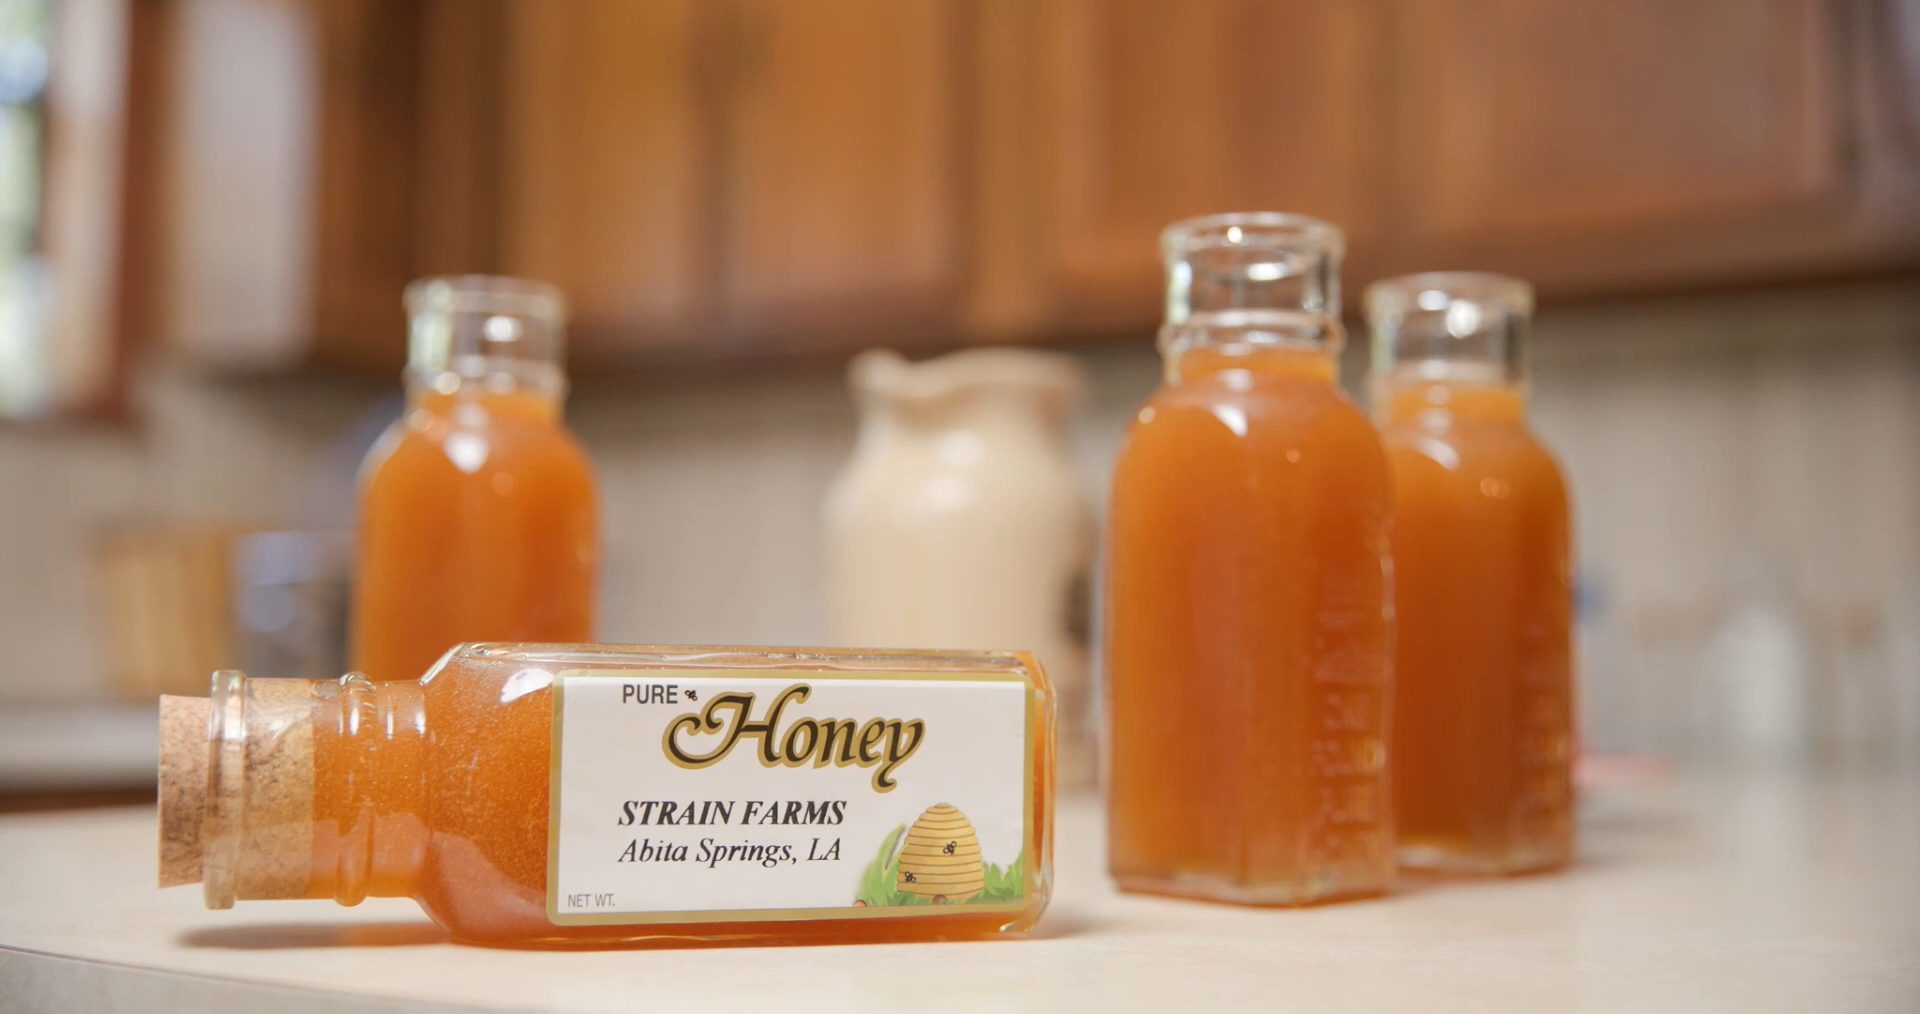 PURE
Honey
STRAIN FARMS
Abita Springs, LA
NET WT.